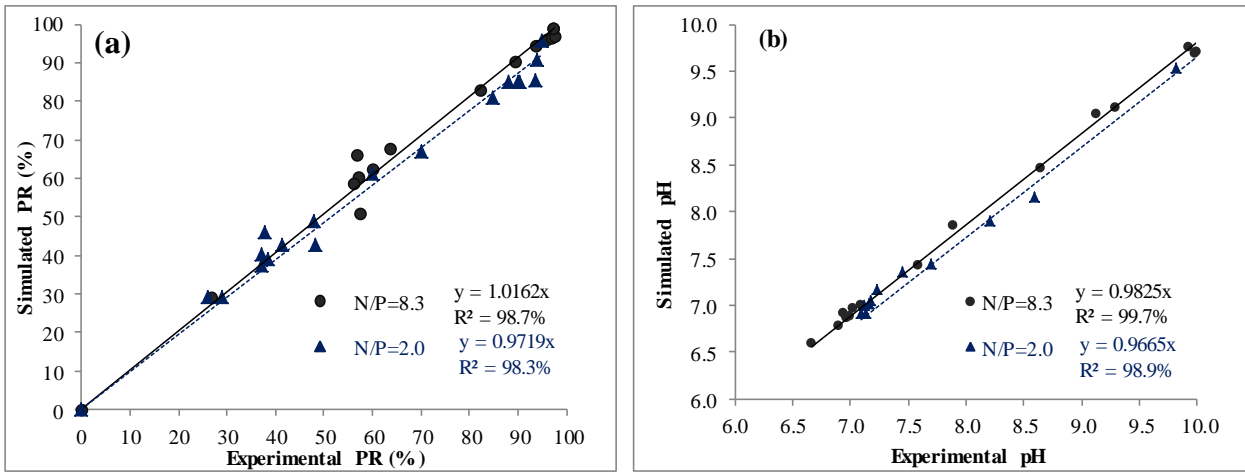 (a)
Simulated PR (%)
100
90
80
70
60
50
40
30
20
10
0
N/P=8.3
y = 1.0162x
R² = 98.7%
N/P=2.0
y = 0.9719x
R² = 98.3%
0 10 20 30 40 50 60 70 80 90 100
Experimental PR (%)
(b)
Simulated pH
10.0
9.5
9.0
8.5
8.0
7.5
7.0
6.5
6.0
N/P=8.3
y = 0.9825x
R² = 99.7%
N/P=2.0
y = 0.9665x
R² = 98.9%
6.0 6.5 7.0 7.5 8.0 8.5 9.0 9.5 10.0
Experimental pH